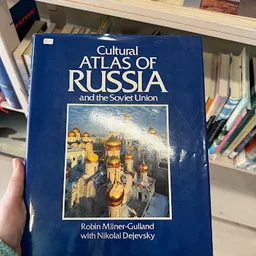 Cultural
ATLAS OF
RUSSIA
and the Soviet Union
Robin Milner-Gulland
with Nikolai Dejevsky